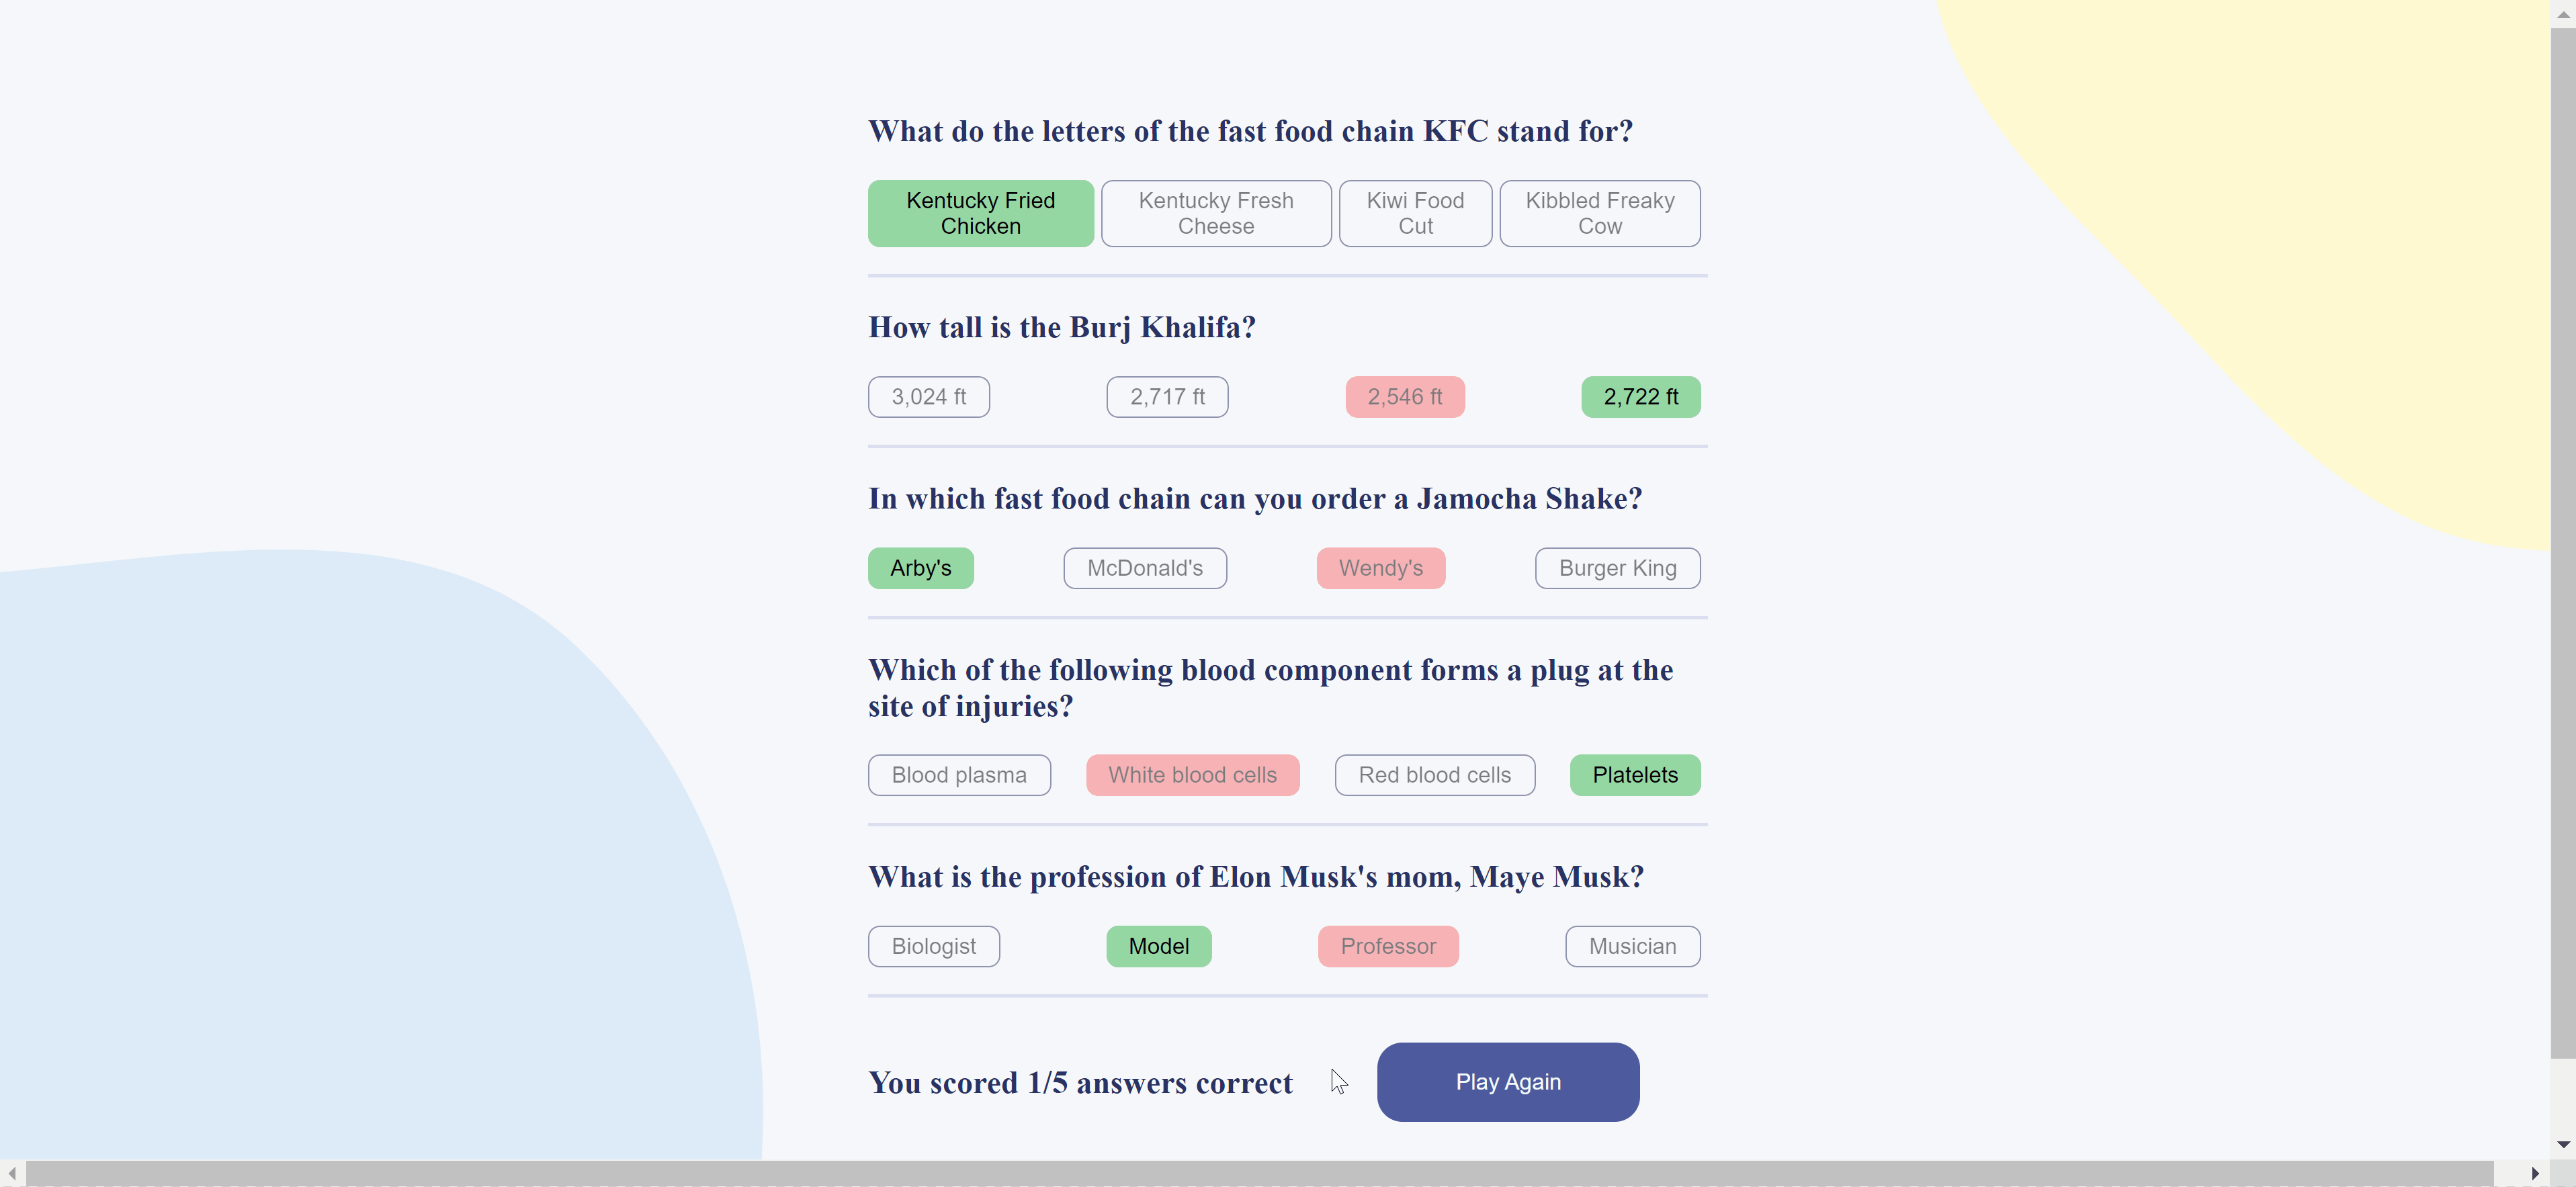 What do the letters of the fast food chain KFC stand for?
Kentucky Fried
Chicken
Kentucky Fresh
Cheese
Kiwi Food
Cut
Kibbled Freaky
Cow
How tall is the Burj Khalifa?
3,024 ft
2,717 ft
2,546 ft
2,722 ft
In which fast food chain can you order a Jamocha Shake?
Arby's
McDonald's
Wendy's
Burger King
Which of the following blood component forms a plug at the
site of injuries?
Blood plasma
White blood cells
Red blood cells
Platelets
What is the profession of Elon Musk's mom, Maye Musk?
Biologist
Model
Professor
Musician
You scored 1/5 answers correct
Play Again